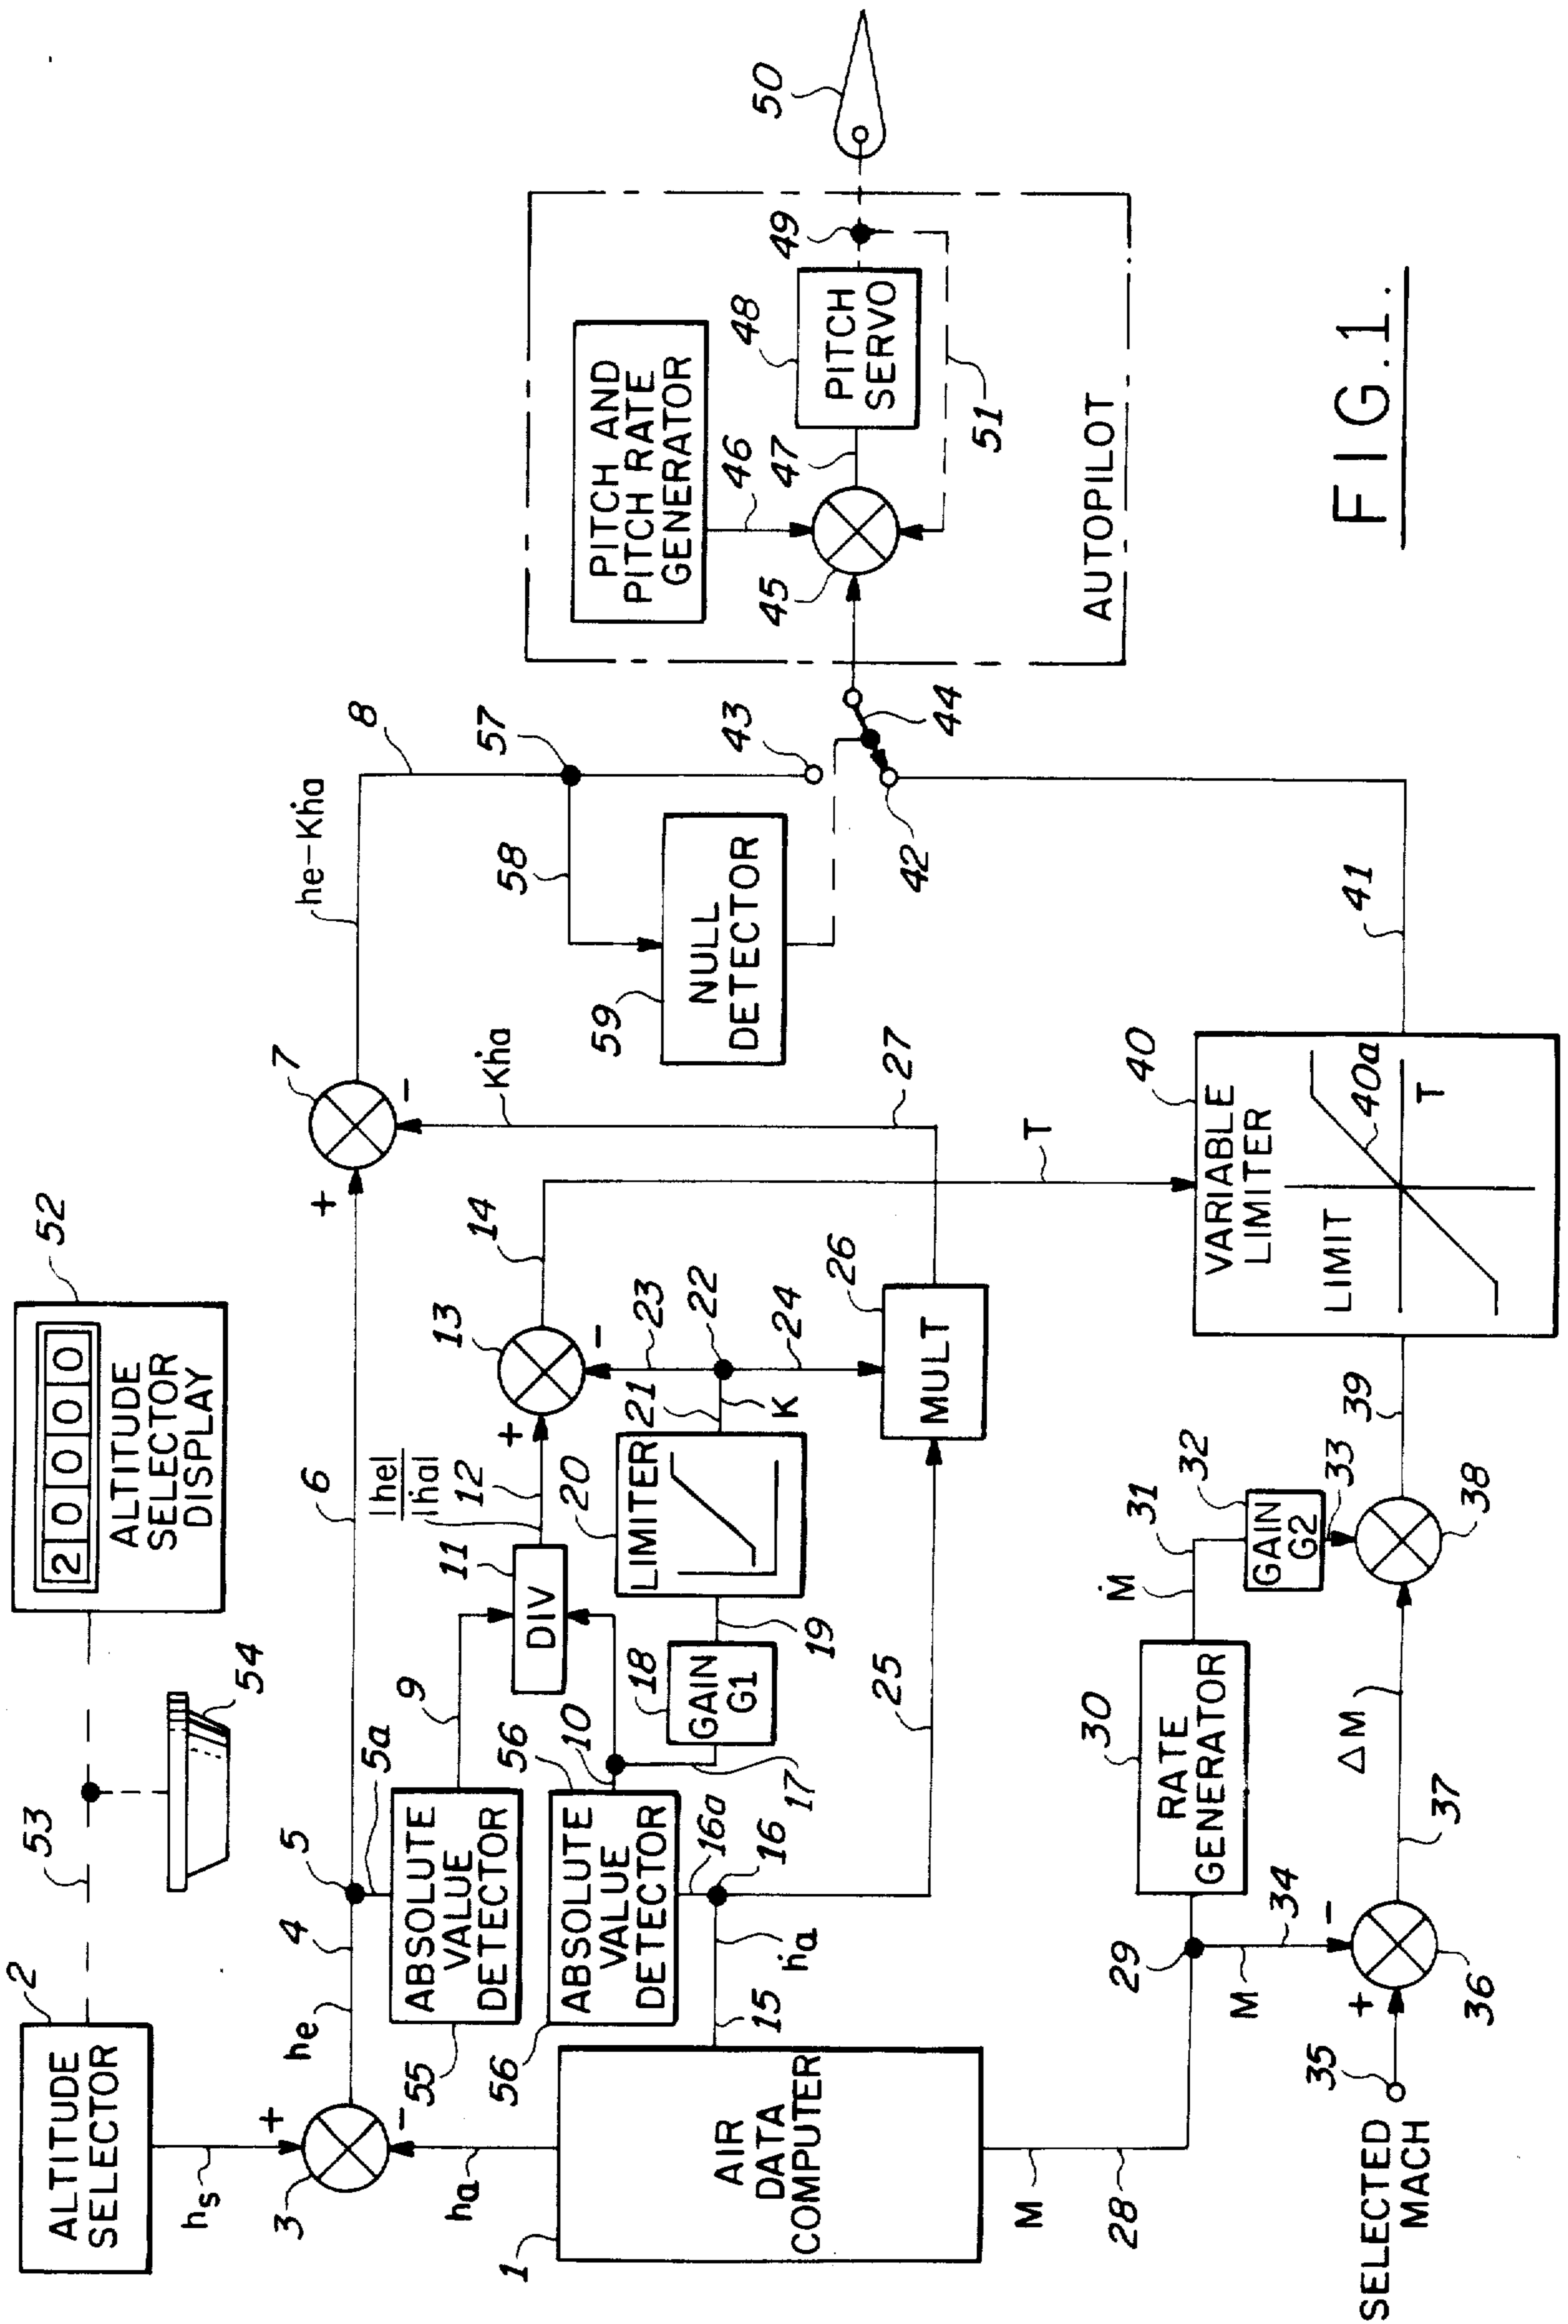 2
ALTITUDE
SELECTOR
53
20000
ALTITUDE
SELECTOR
DISPLAY
52
54
hs
+
3
-
ha
he
4
5
5a
6
+
7
-
he-Kḣa
8
57
58
NULL
DETECTOR
59
43
44
42
ABSOLUTE
VALUE
DETECTOR
55
9
ABSOLUTE
VALUE
DETECTOR
56
56
10
16a
16
17
DIV
11
|he|
|ḣa|
12
+
13
-
14
GAIN
G1
18
19
LIMITER
20
21
K
22
23
24
25
MULT
26
27
Kḣa
T
1
AIR
DATA
COMPUTER
15
ḣa
M
28
29
RATE
GENERATOR
30
Ṁ
31
GAIN
G2
32
33
M
34
SELECTED
MACH
35
+
-
36
37
ΔM
38
39
VARIABLE
LIMITER
40
LIMIT
40a
T
41
PITCH AND
PITCH RATE
GENERATOR
46
45
47
PITCH
SERVO
48
49
50
51
AUTOPILOT
FIG.1.